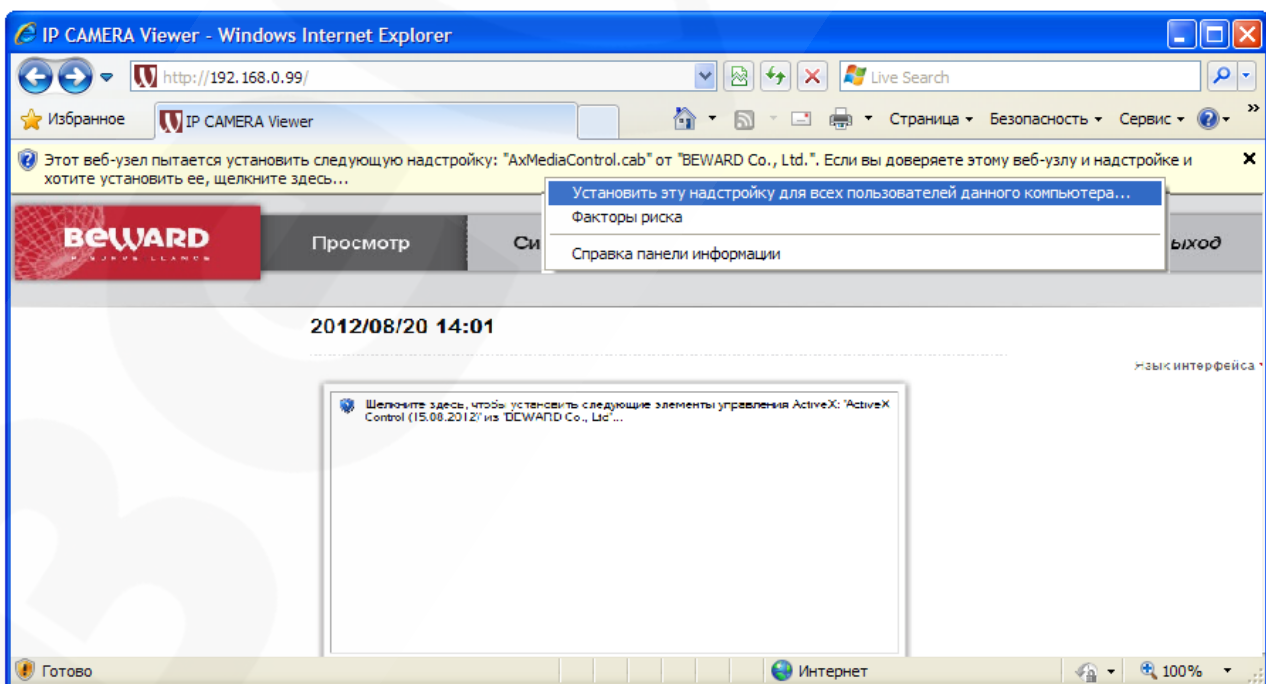 IP CAMERA Viewer - Windows Internet Explorer
http://192.168.0.99/
Live Search
Избранное
IP CAMERA Viewer
Страница
Безопасность
Сервис
Этот веб-узел пытается установить следующую надстройку: "AxMediaControl.cab" от "BEWARD Co., Ltd.". Если вы доверяете этому веб-узлу и надстройке и
хотите установить ее, щелкните здесь...
Установить эту надстройку для всех пользователей данного компьютера...
Факторы риска
Справка панели информации
BEWARD
Просмотр
Си
ыход
2012/08/20 14:01
Язык интерфейса
Щелкните здесь, чтобы установить следующие элементы управления ActiveX: "ActiveX
Control (15.08.2012)" из "BEWARD Co., Ltd"...
Готово
Интернет
100%